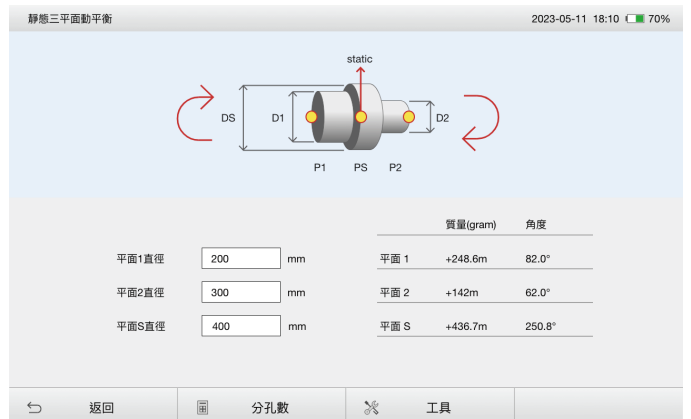 靜態三平面動平衡 2023-05-11 18:10 70%
static
DS D1 D2
P1 PS P2
質量(gram) 角度
平面1直徑 200 mm 平面 1 +248.6m 82.0°
平面2直徑 300 mm 平面 2 +142m 62.0°
平面S直徑 400 mm 平面 S +436.7m 250.8°
返回 分孔數 工具